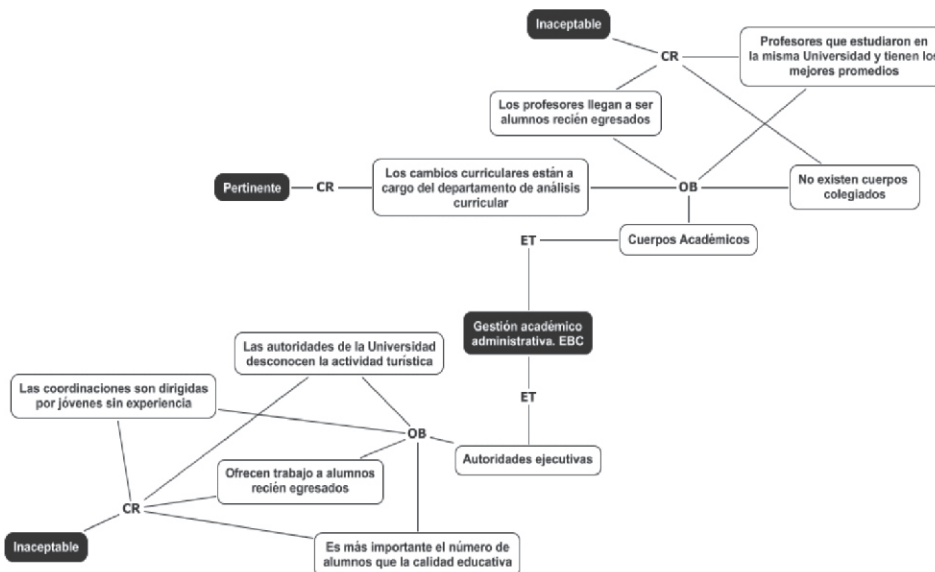 Inaceptable
CR
Profesores que estudiaron en
la misma Universidad y tienen los
mejores promedios
Los profesores llegan a ser
alumnos recién egresados
Pertinente
CR
Los cambios curriculares están a
cargo del departamento de análisis
curricular
OB
No existen cuerpos
colegiados
ET
Cuerpos Académicos
Gestión académico
administrativa. EBC
Las autoridades de la Universidad
desconocen la actividad turística
Las coordinaciones son dirigidas
por jóvenes sin experiencia
ET
OB
Autoridades ejecutivas
Ofrecen trabajo a alumnos
recién egresados
CR
Inaceptable
Es más importante el número de
alumnos que la calidad educativa